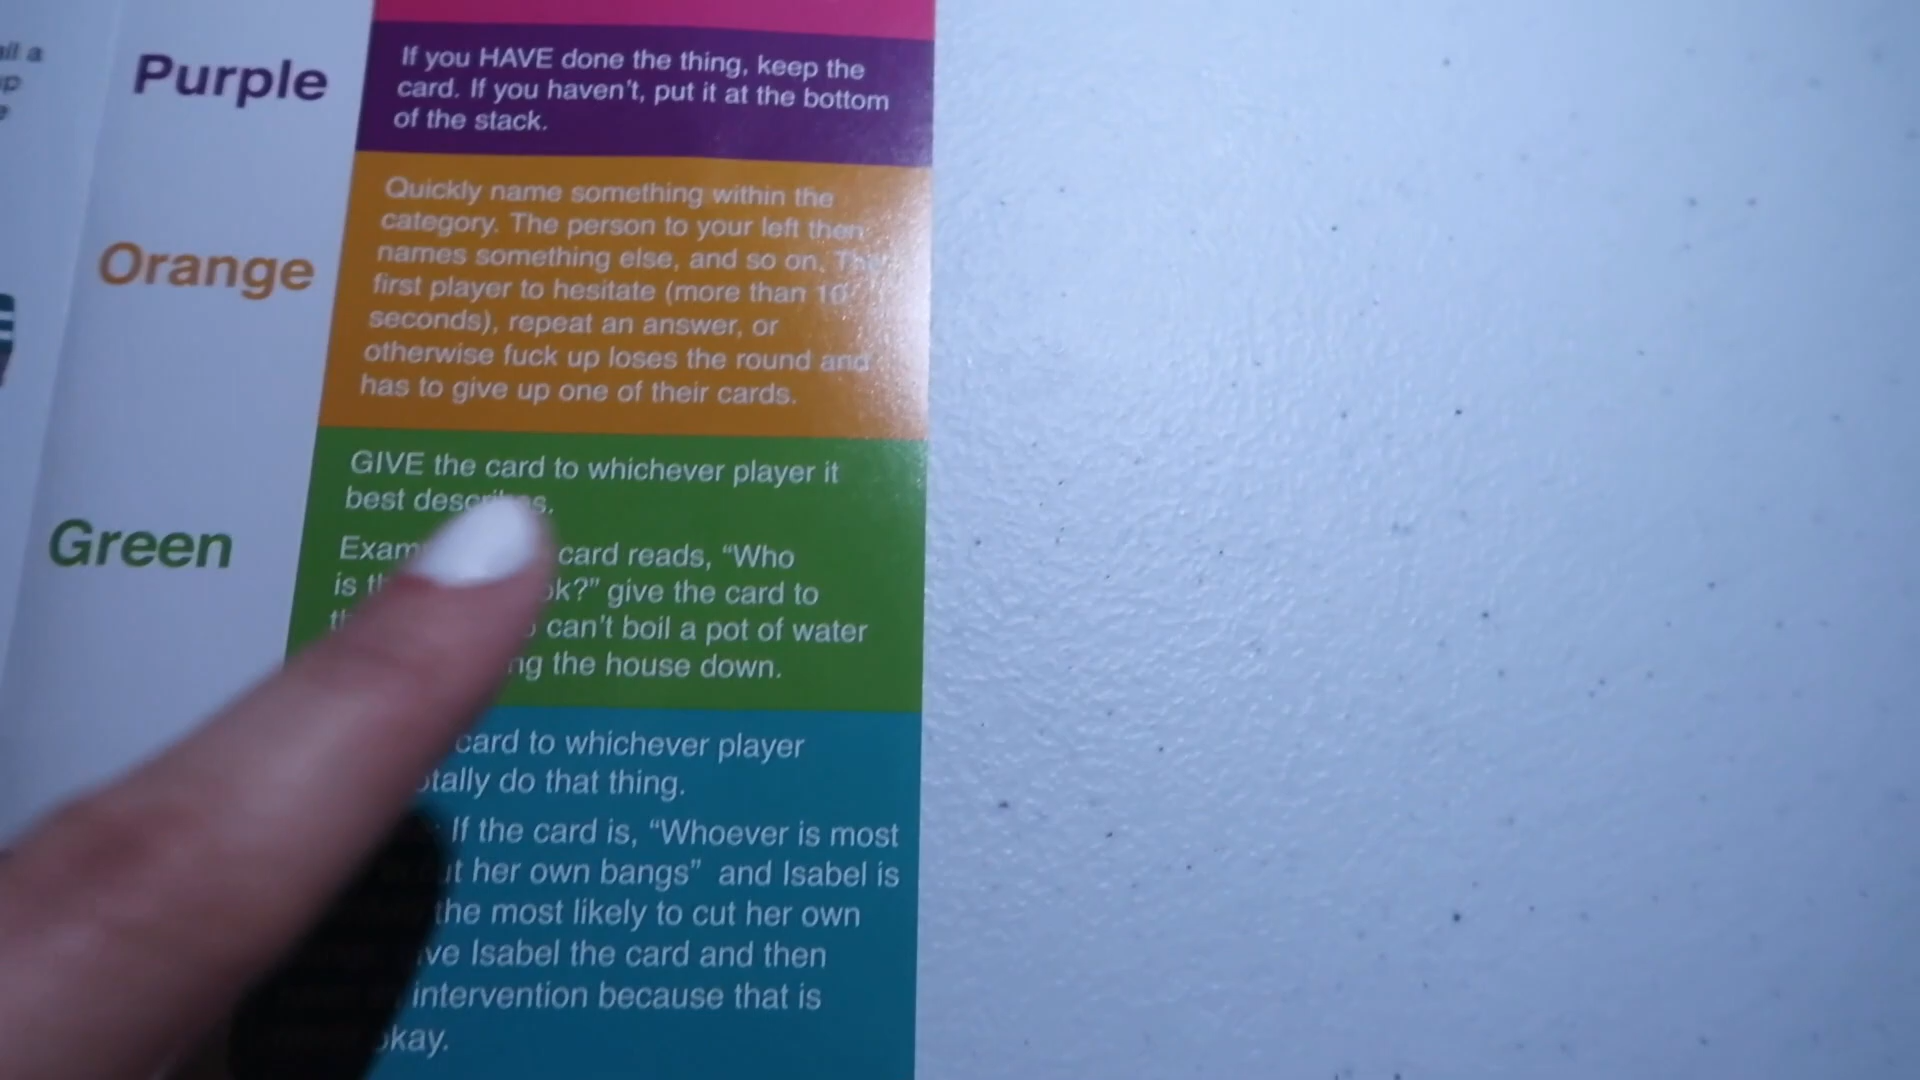 Purple
If you HAVE done the thing, keep the
card. If you haven't, put it at the bottom
of the stack.
Orange
Quickly name something within the
category. The person to your left then
names something else, and so on. The
first player to hesitate (more than 10
seconds), repeat an answer, or
otherwise fuck up loses the round and
has to give up one of their cards.
Green
GIVE the card to whichever player it
best describes.
card reads, “Who
give the card to
can't boil a pot of water
the house down.
card to whichever player
do that thing.
If the card is, “Whoever is most
her own bangs” and Isabel is
the most likely to cut her own
Isabel the card and then
intervention because that is